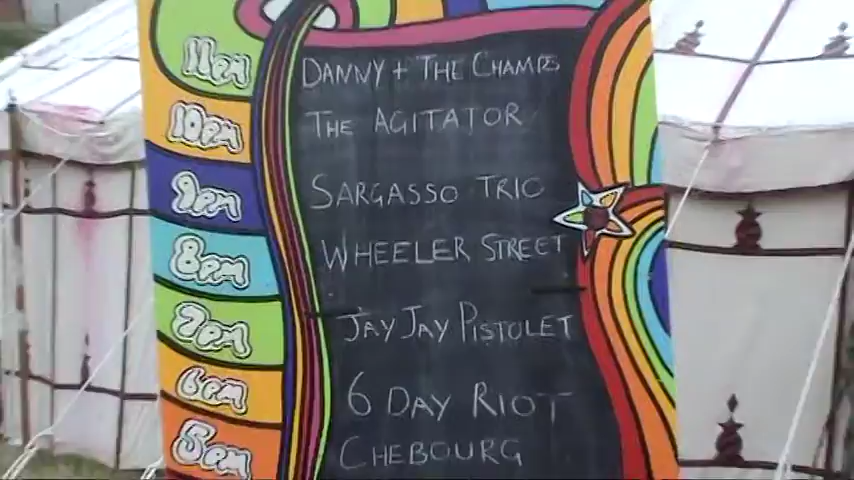 11pm DANNY + THE CHAMPS
10pm THE AGITATOR
9pm SARGASSO TRIO
8pm WHEELER STREET
7pm JAY JAY PISTOLET
6pm 6 DAY RIOT
5pm CHEBOURG